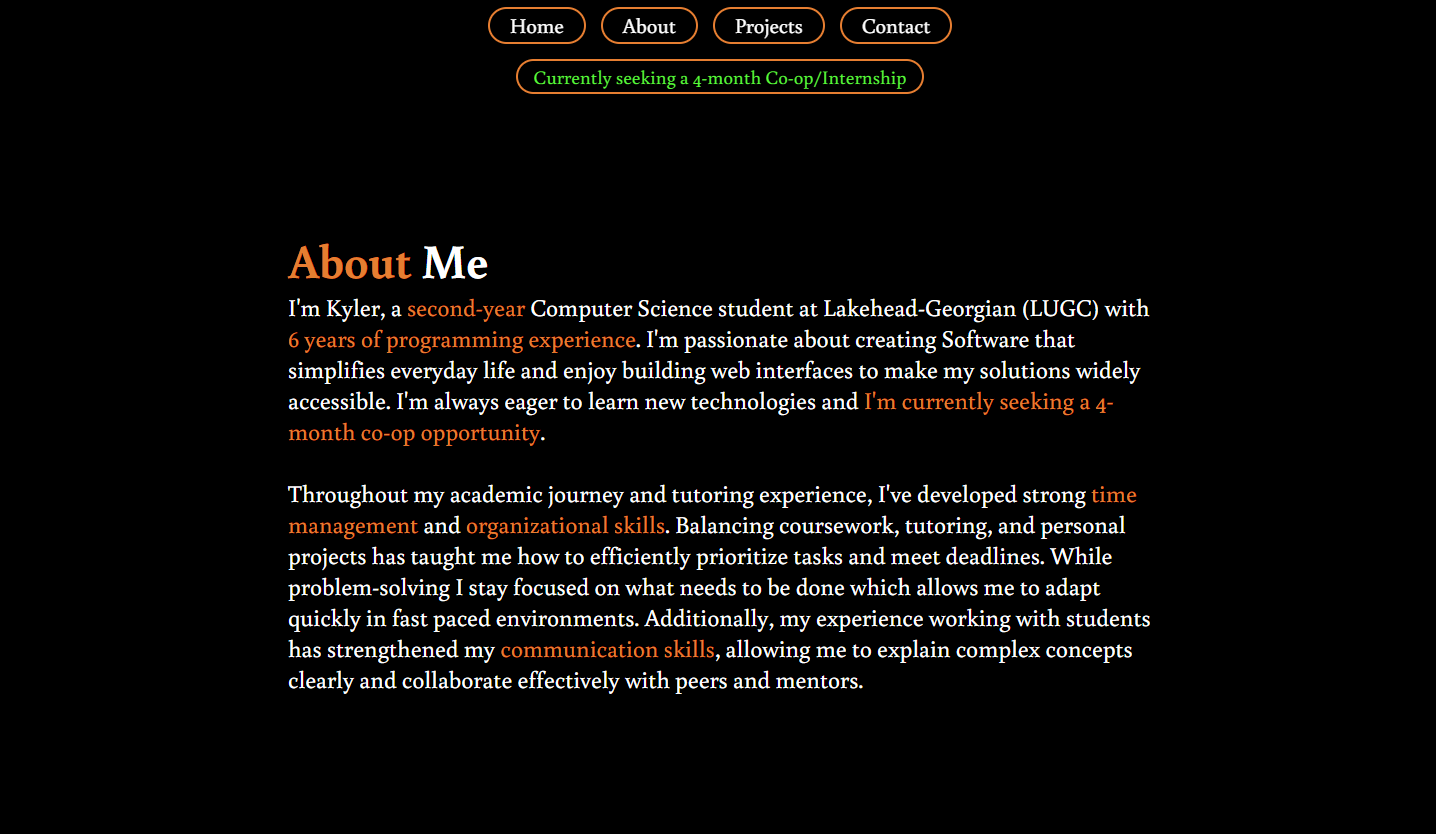 Home About Projects Contact
Currently seeking a 4-month Co-op/Internship
About Me
I'm Kyler, a second-year Computer Science student at Lakehead-Georgian (LUGC) with
6 years of programming experience. I'm passionate about creating Software that
simplifies everyday life and enjoy building web interfaces to make my solutions widely
accessible. I'm always eager to learn new technologies and I'm currently seeking a 4-
month co-op opportunity.
Throughout my academic journey and tutoring experience, I've developed strong time
management and organizational skills. Balancing coursework, tutoring, and personal
projects has taught me how to efficiently prioritize tasks and meet deadlines. While
problem-solving I stay focused on what needs to be done which allows me to adapt
quickly in fast paced environments. Additionally, my experience working with students
has strengthened my communication skills, allowing me to explain complex concepts
clearly and collaborate effectively with peers and mentors.